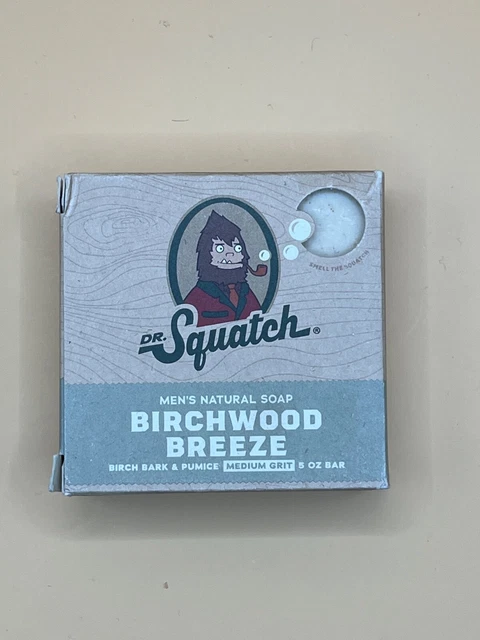 SMELL THE SQUATCH
DR. Squatch®
MEN'S NATURAL SOAP
BIRCHWOOD
BREEZE
BIRCH BARK & PUMICE MEDIUM GRIT 5 OZ BAR